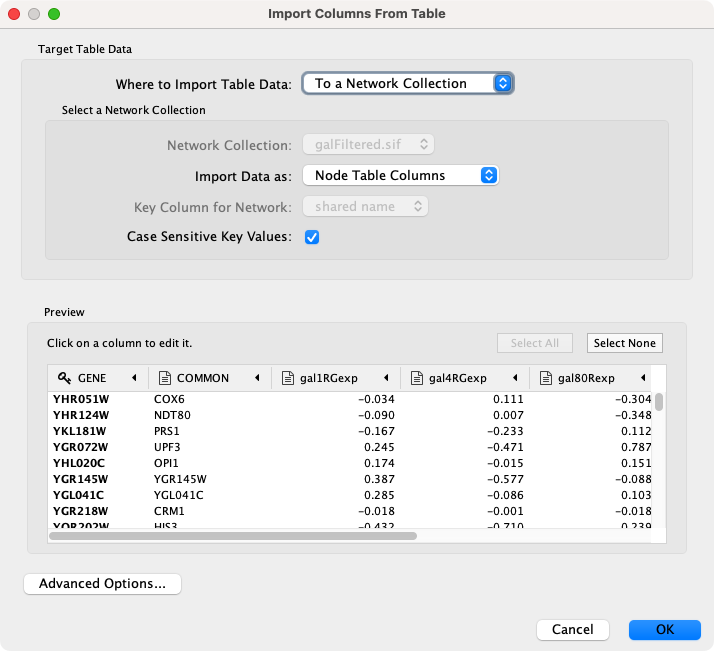 Import Columns From Table
Target Table Data
Where to Import Table Data: To a Network Collection
Select a Network Collection
Network Collection: galFiltered.sif
Import Data as: Node Table Columns
Key Column for Network: shared name
Case Sensitive Key Values:
Preview
Click on a column to edit it. Select All Select None
GENE COMMON gal1RGexp gal4RGexp gal80Rexp
YHR051W COX6 -0.034 0.111 -0.304
YHR124W NDT80 -0.090 0.007 -0.348
YKL181W PRS1 -0.167 -0.233 0.112
YGR072W UPF3 0.245 -0.471 0.787
YHL020C OPI1 0.174 -0.015 0.151
YGR145W YGR145W 0.387 -0.577 -0.088
YGL041C YGL041C 0.285 -0.086 0.103
YGR218W CRM1 -0.018 -0.001 -0.018
YOR202W HIS3 -0.432 -0.710 0.239
Advanced Options...
Cancel OK